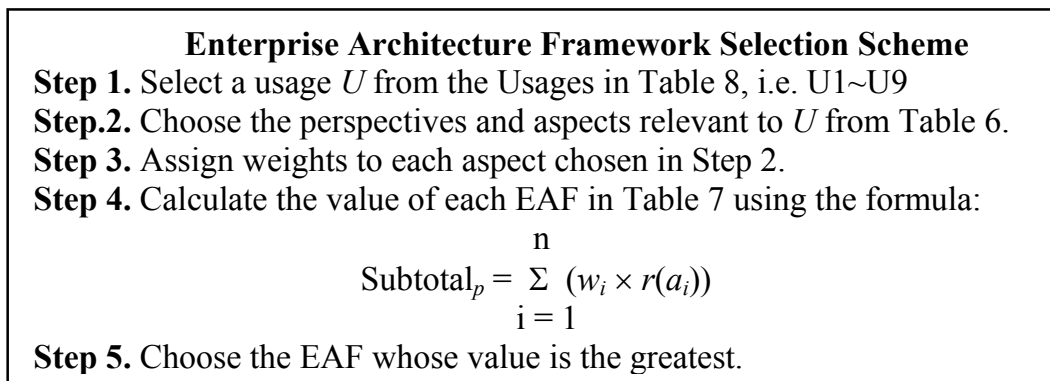 Enterprise Architecture Framework Selection Scheme
Step 1. Select a usage U from the Usages in Table 8, i.e. U1~U9
Step.2. Choose the perspectives and aspects relevant to U from Table 6.
Step 3. Assign weights to each aspect chosen in Step 2.
Step 4. Calculate the value of each EAF in Table 7 using the formula:
n
Subtotalp = Σ (wi × r(ai))
i = 1
Step 5. Choose the EAF whose value is the greatest.